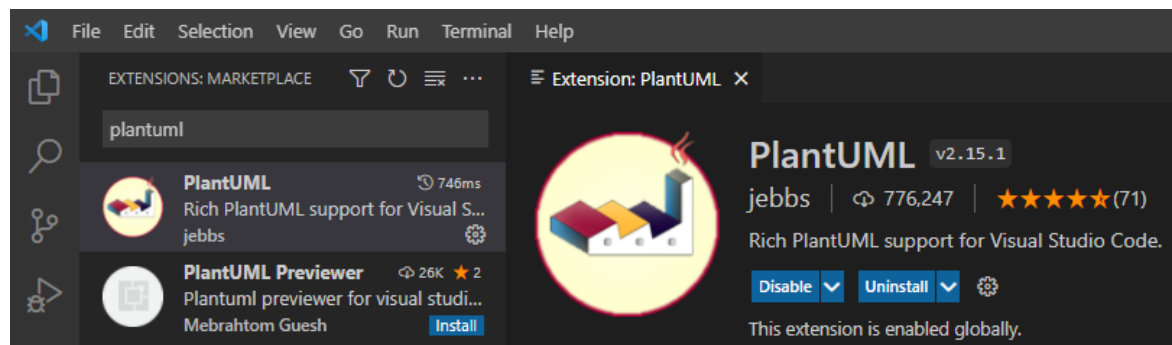 File Edit Selection View Go Run Terminal Help
EXTENSIONS: MARKETPLACE
plantuml
PlantUML 746ms
Rich PlantUML support for Visual S...
jebbs
PlantUML Previewer 26K ★ 2
Plantuml previewer for visual studi...
Mebrahtom Guesh Install
Extension: PlantUML
PlantUML v2.15.1
jebbs 776,247 (71)
Rich PlantUML support for Visual Studio Code.
Disable Uninstall
This extension is enabled globally.